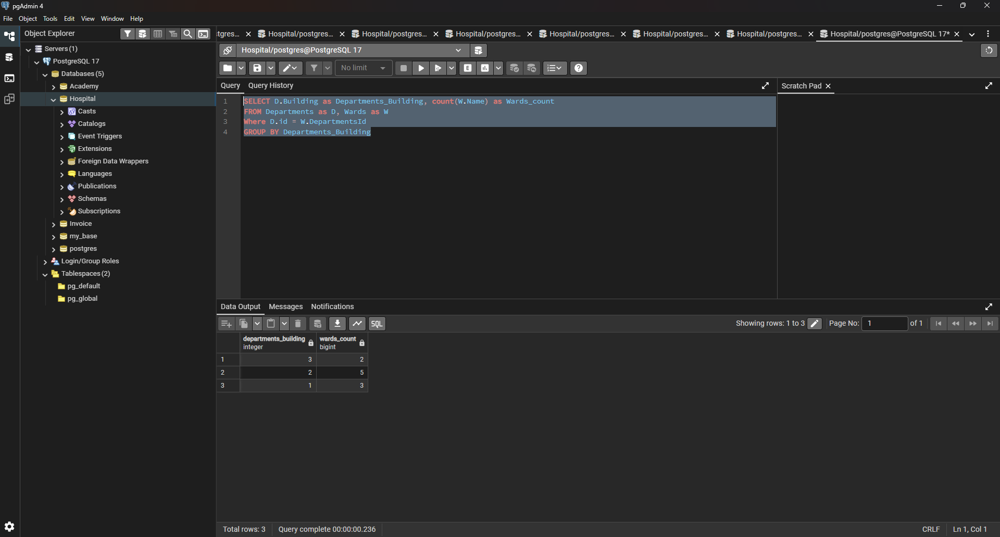 pgAdmin 4
File Object Tools Edit View Window Help
Object Explorer
Servers (1)
PostgreSQL 17
Databases (5)
Academy
Hospital
Casts
Catalogs
Event Triggers
Extensions
Foreign Data Wrappers
Languages
Publications
Schemas
Subscriptions
Invoice
my_base
postgres
Login/Group Roles
Tablespaces (2)
pg_default
pg_global
tgres... Hospital/postgres... Hospital/postgres... Hospital/postgres... Hospital/postgres... Hospital/postgres... Hospital/postgres... Hospital/postgres@PostgreSQL 17*
Hospital/postgres@PostgreSQL 17
No limit
E
Query Query History
Scratch Pad
1 SELECT D.Building as Departments_Building, count(W.Name) as Wards_count
2 FROM Departments as D, Wards as W
3 Where D.id = W.DepartmentsId
4 GROUP BY Departments_Building
Data Output Messages Notifications
SQL
Showing rows: 1 to 3
Page No: 1 of 1
departments_building wards_count
integer bigint
1 3 2
2 2 5
3 1 3
Total rows: 3 Query complete 00:00:00.236
CRLF Ln 1, Col 1